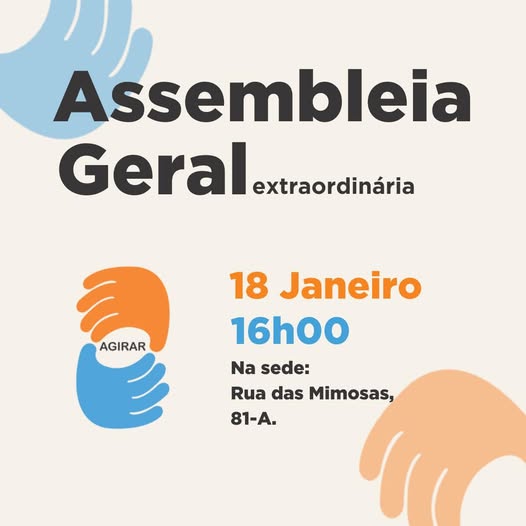 Assembleia
Geral extraordinária
18 Janeiro
16h00
AGIRAR
Na sede:
Rua das Mimosas,
81-A.